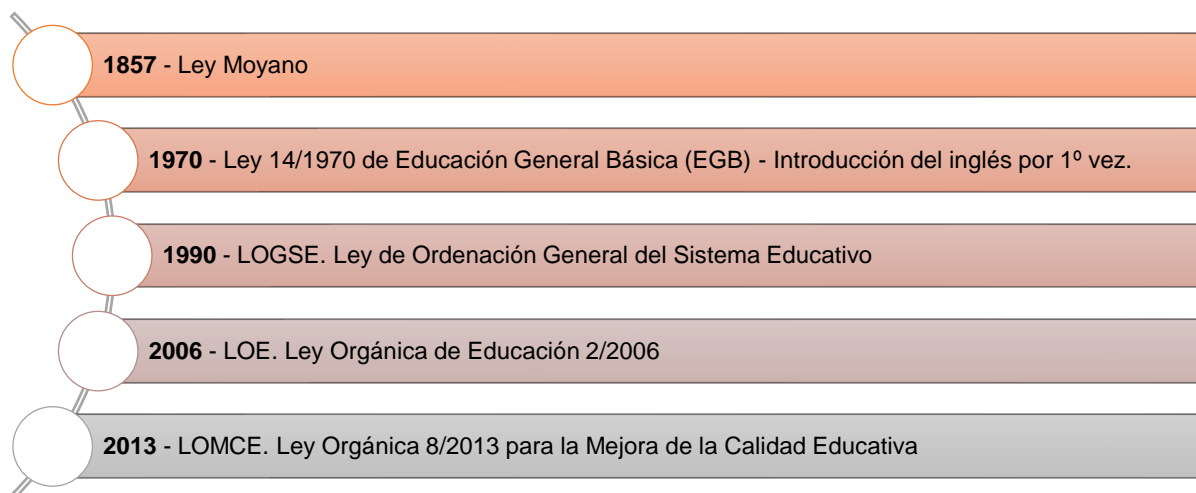 1857 - Ley Moyano
1970 - Ley 14/1970 de Educación General Básica (EGB) - Introducción del inglés por 1º vez.
1990 - LOGSE. Ley de Ordenación General del Sistema Educativo
2006 - LOE. Ley Orgánica de Educación 2/2006
2013 - LOMCE. Ley Orgánica 8/2013 para la Mejora de la Calidad Educativa